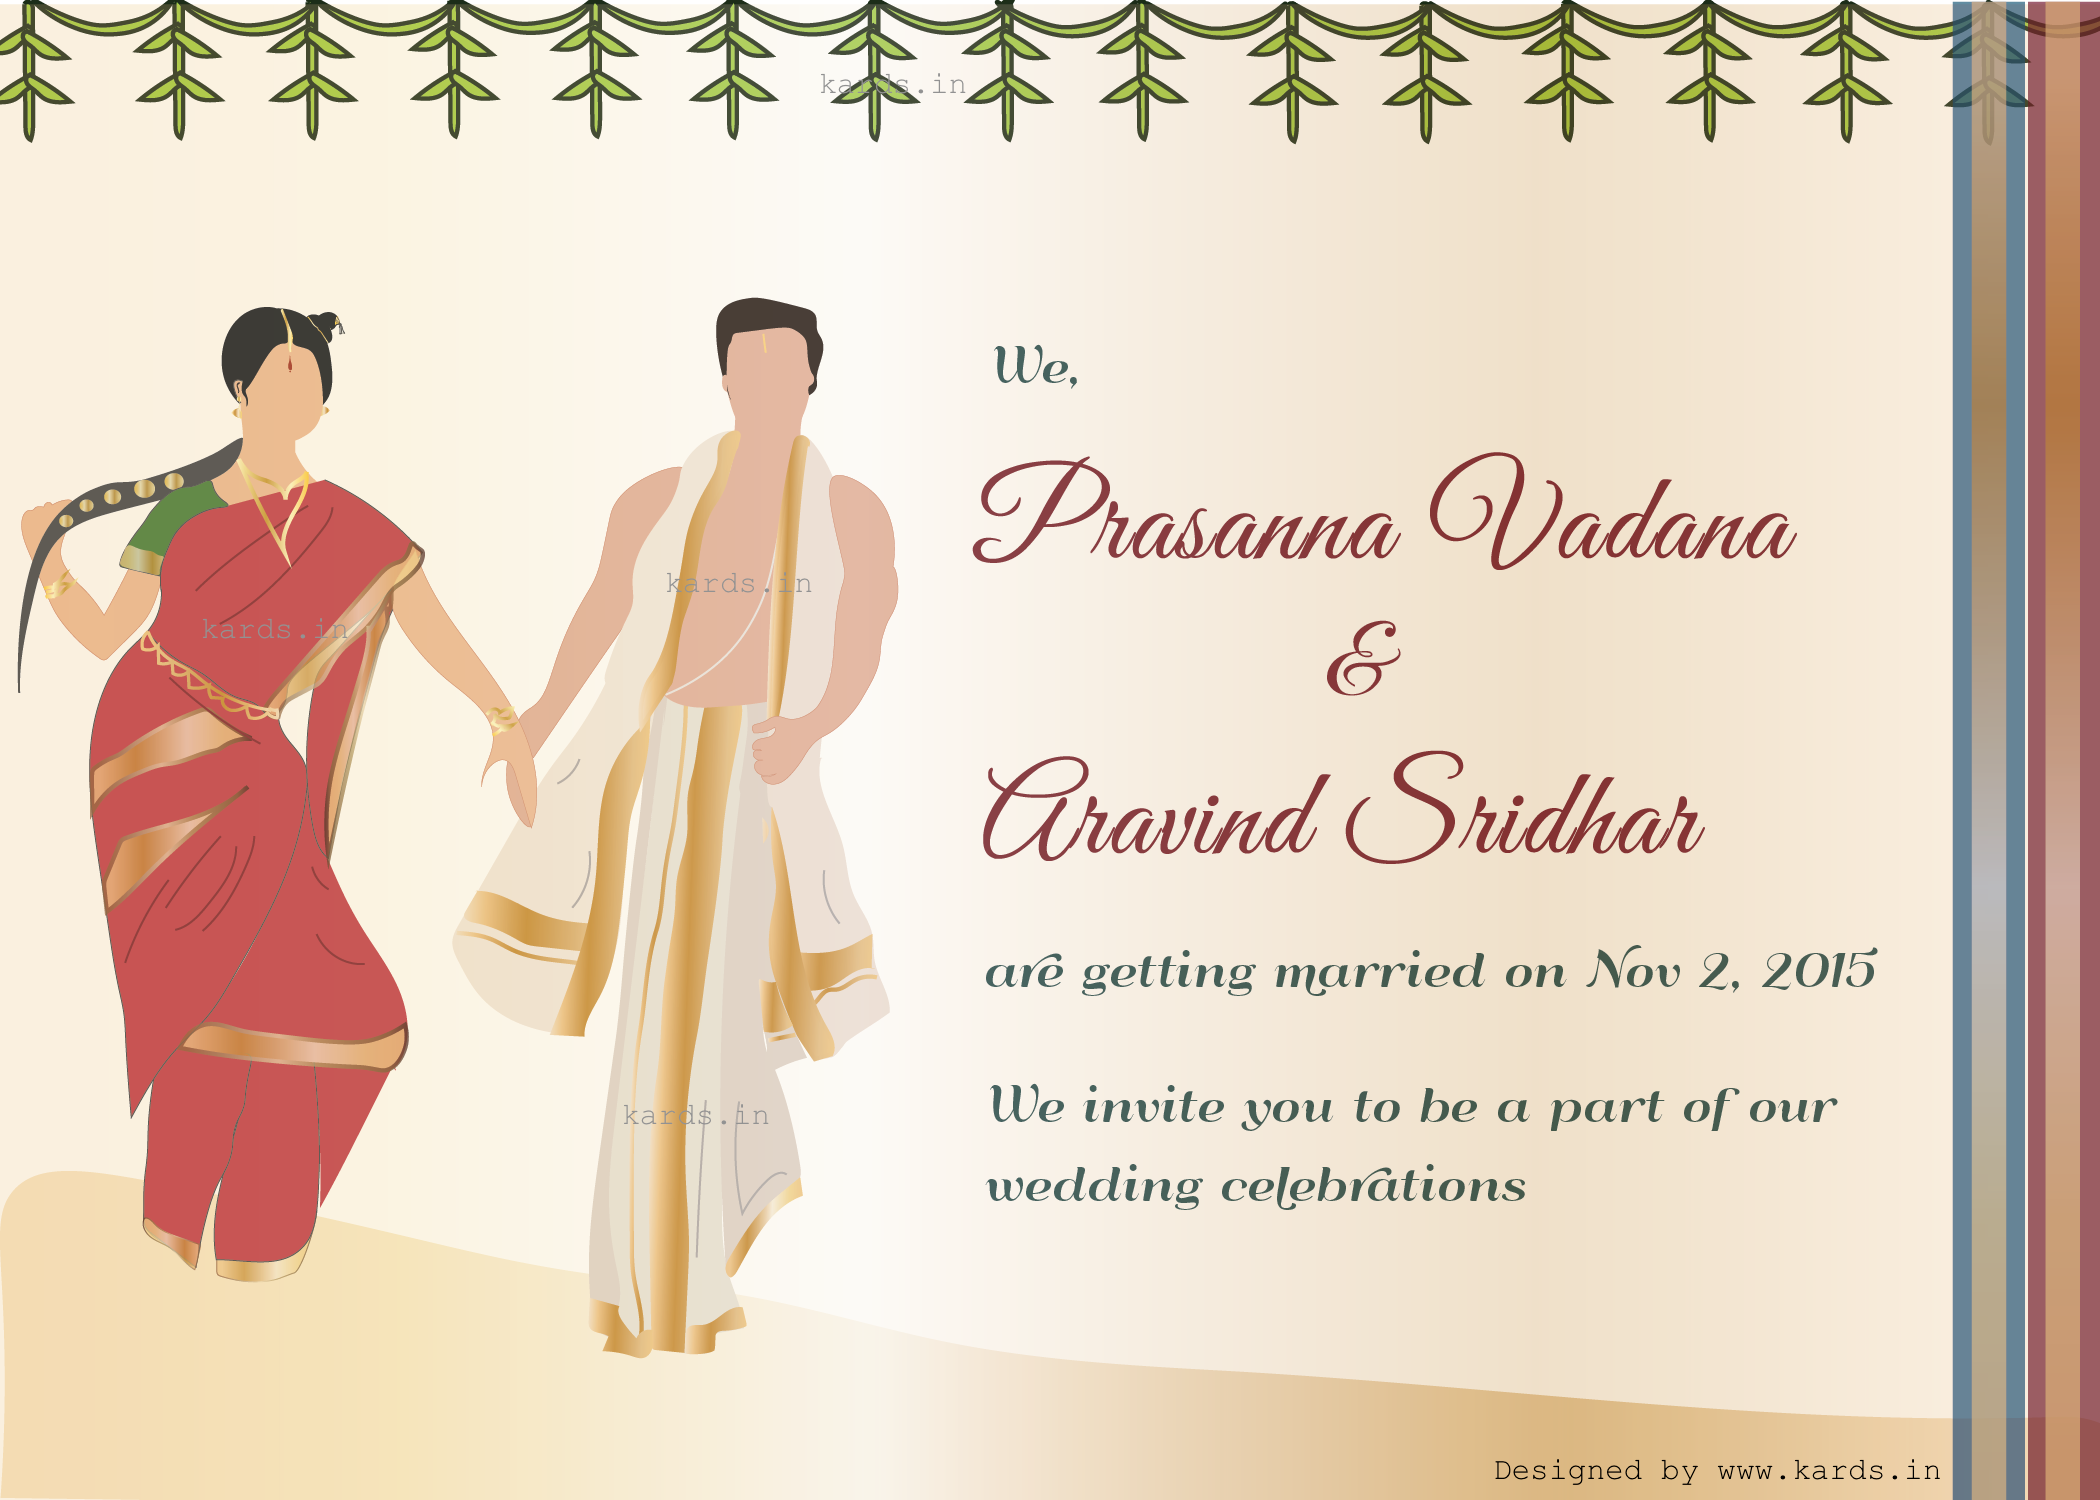 kards.in
We,
Prasanna Vadana
&
Aravind Sridhar
kards.in
kards.in
are getting married on Nov 2, 2015
We invite you to be a part of our
wedding celebrations
kards.in
Designed by www.kards.in